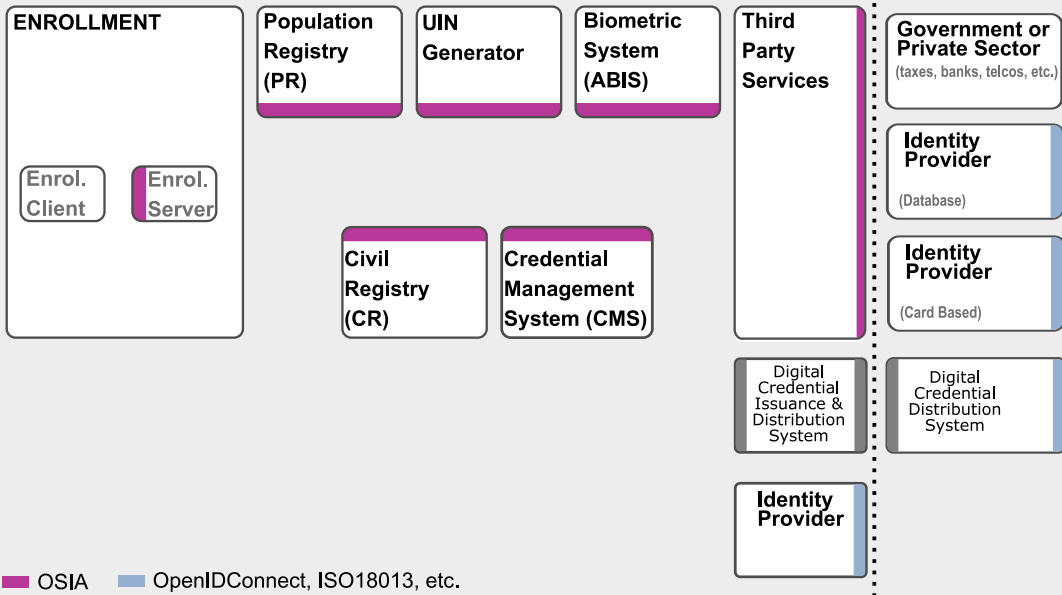 ENROLLMENT
Enrol.
Client
Enrol.
Server
Population
Registry
(PR)
UIN
Generator
Biometric
System
(ABIS)
Civil
Registry
(CR)
Credential
Management
System (CMS)
Third
Party
Services
Digital
Credential
Issuance &
Distribution
System
Identity
Provider
Government or
Private Sector
(taxes, banks, telcos, etc.)
Identity
Provider
(Database)
Identity
Provider
(Card Based)
Digital
Credential
Distribution
System
OSIA
OpenIDConnect, ISO18013, etc.